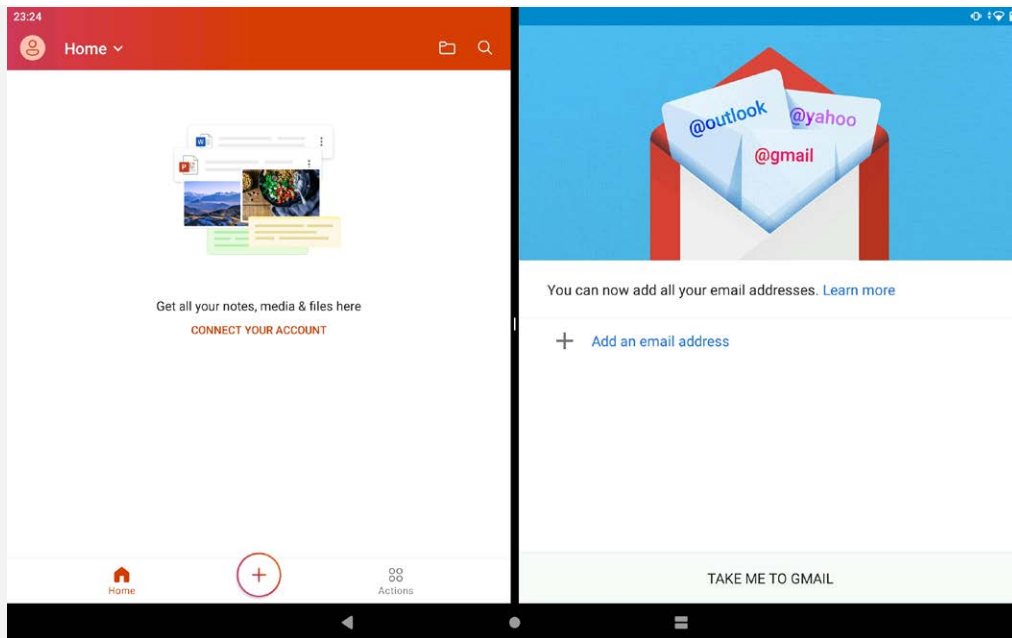 23:24
Home
W
P
Get all your notes, media & files here
CONNECT YOUR ACCOUNT
Home
Actions
@outlook
@yahoo
@gmail
You can now add all your email addresses. Learn more
Add an email address
TAKE ME TO GMAIL